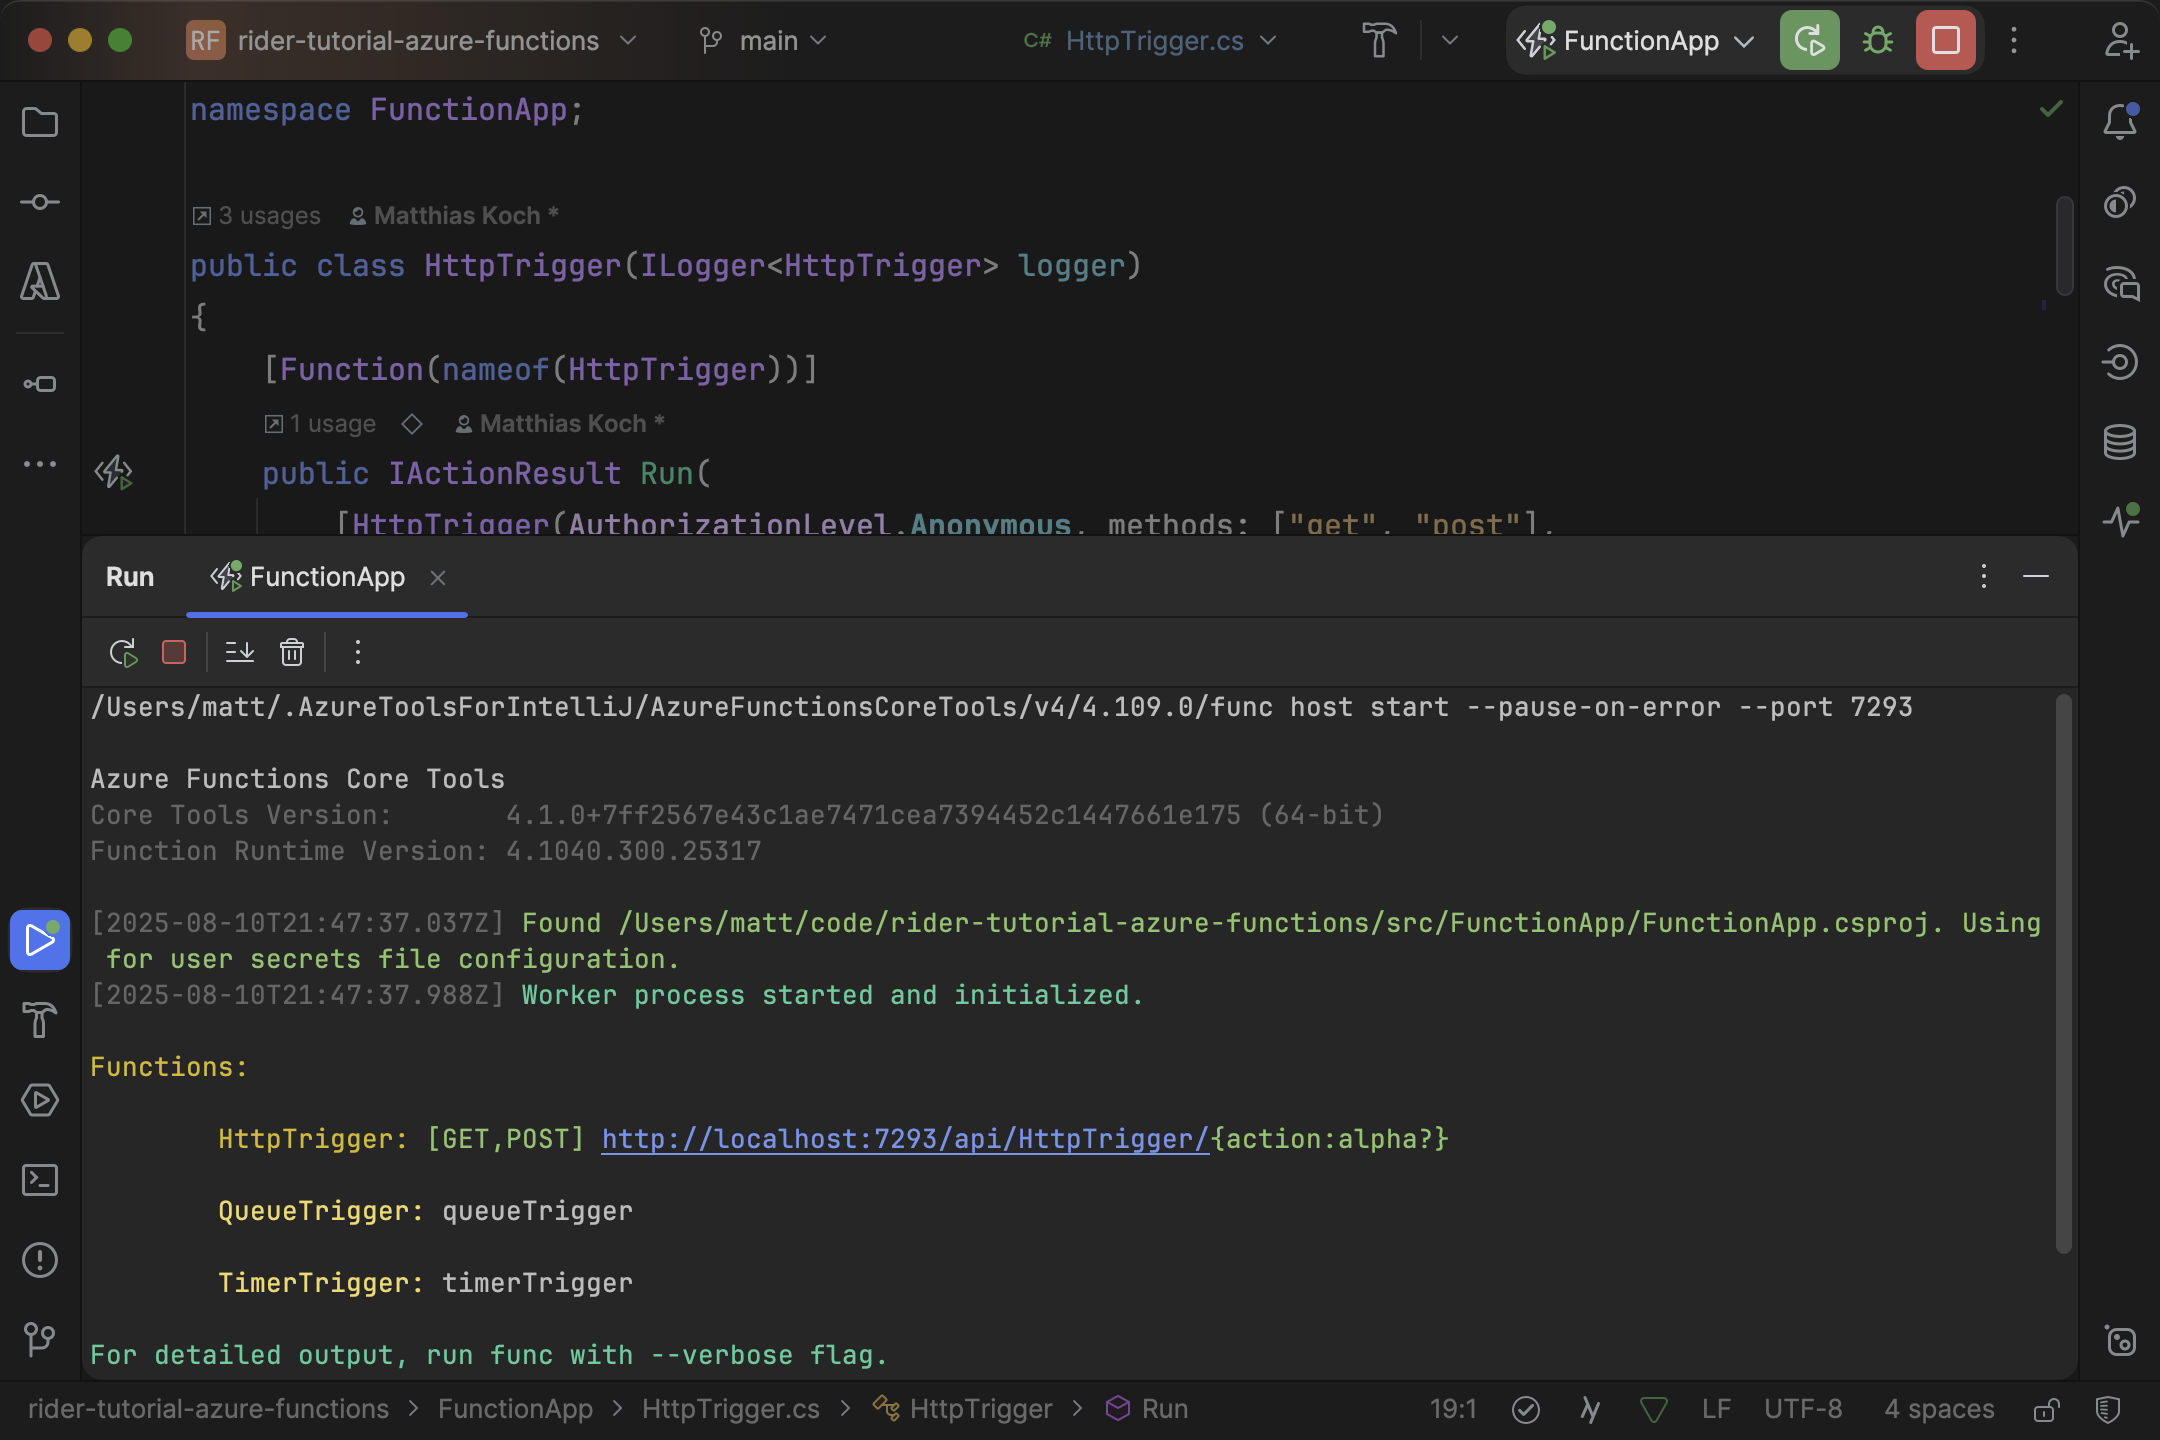 RF rider-tutorial-azure-functions main C# HttpTrigger.cs FunctionApp
namespace FunctionApp;
3 usages Matthias Koch *
public class HttpTrigger(ILogger<HttpTrigger> logger)
{
[Function(nameof(HttpTrigger))]
1 usage Matthias Koch *
public IActionResult Run(
[HttpTrigger(AuthorizationLevel.Anonymous, methods: ["get", "post"],
Run FunctionApp
/Users/matt/.AzureToolsForIntelliJ/AzureFunctionsCoreTools/v4/4.109.0/func host start --pause-on-error --port 7293
Azure Functions Core Tools
Core Tools Version: 4.1.0+7ff2567e43c1ae7471cea7394452c1447661e175 (64-bit)
Function Runtime Version: 4.1040.300.25317
[2025-08-10T21:47:37.037Z] Found /Users/matt/code/rider-tutorial-azure-functions/src/FunctionApp/FunctionApp.csproj. Using
for user secrets file configuration.
[2025-08-10T21:47:37.988Z] Worker process started and initialized.
Functions:
HttpTrigger: [GET,POST] http://localhost:7293/api/HttpTrigger/{action:alpha?}
QueueTrigger: queueTrigger
TimerTrigger: timerTrigger
For detailed output, run func with --verbose flag.
rider-tutorial-azure-functions > FunctionApp > HttpTrigger.cs > HttpTrigger > Run 19:1 LF UTF-8 4 spaces